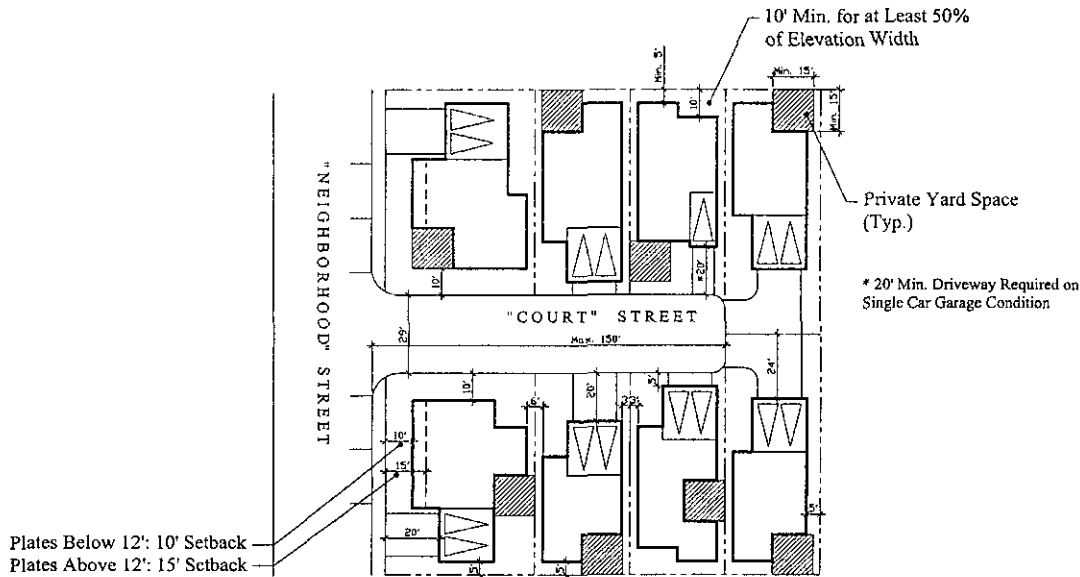 10' Min. for at Least 50%
of Elevation Width
Min. 5'
Min. 15'
10'
Min. 15'
Private Yard Space
(Typ.)
"NEIGHBORHOOD" STREET
10'
*20'
* 20' Min. Driveway Required on
Single Car Garage Condition
"COURT" STREET
29'
Max. 150'
24'
10'
20'
5'
6'
3'
3'
10'
15'
20'
5'
5'
5'
Plates Below 12': 10' Setback
Plates Above 12': 15' Setback